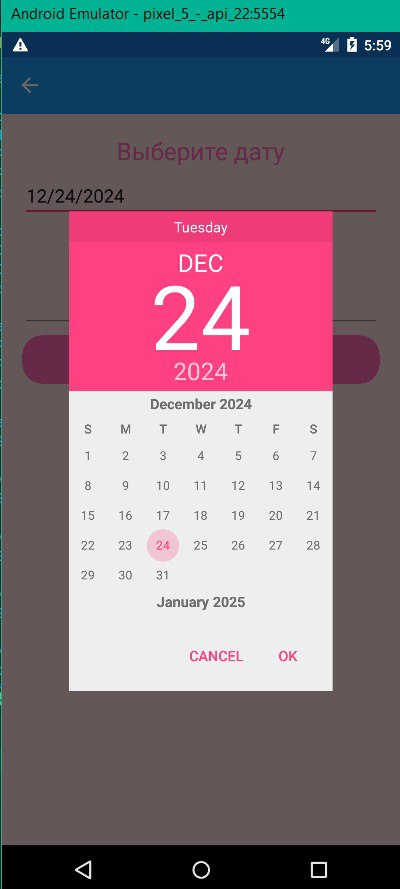 Android Emulator - pixel_5_-_api_22:5554
4G 5:59
Выберите дату
12/24/2024
Tuesday
DEC
24
2024
December 2024
S M T W T F S
1 2 3 4 5 6 7
8 9 10 11 12 13 14
15 16 17 18 19 20 21
22 23 24 25 26 27 28
29 30 31
January 2025
CANCEL OK